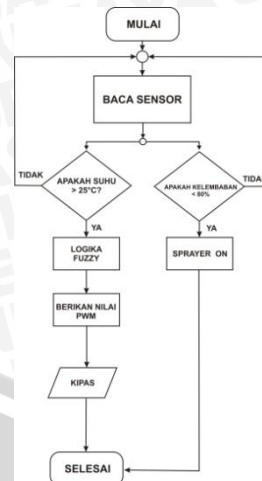 MULAI
BACA SENSOR
TIDAK
APAKAH SUHU
> 25°C?
APAKAH KELEMBABAN
< 80%
TIDAK
YA
YA
LOGIKA
FUZZY
SPRAYER ON
BERIKAN NILAI
PWM
KIPAS
SELESAI